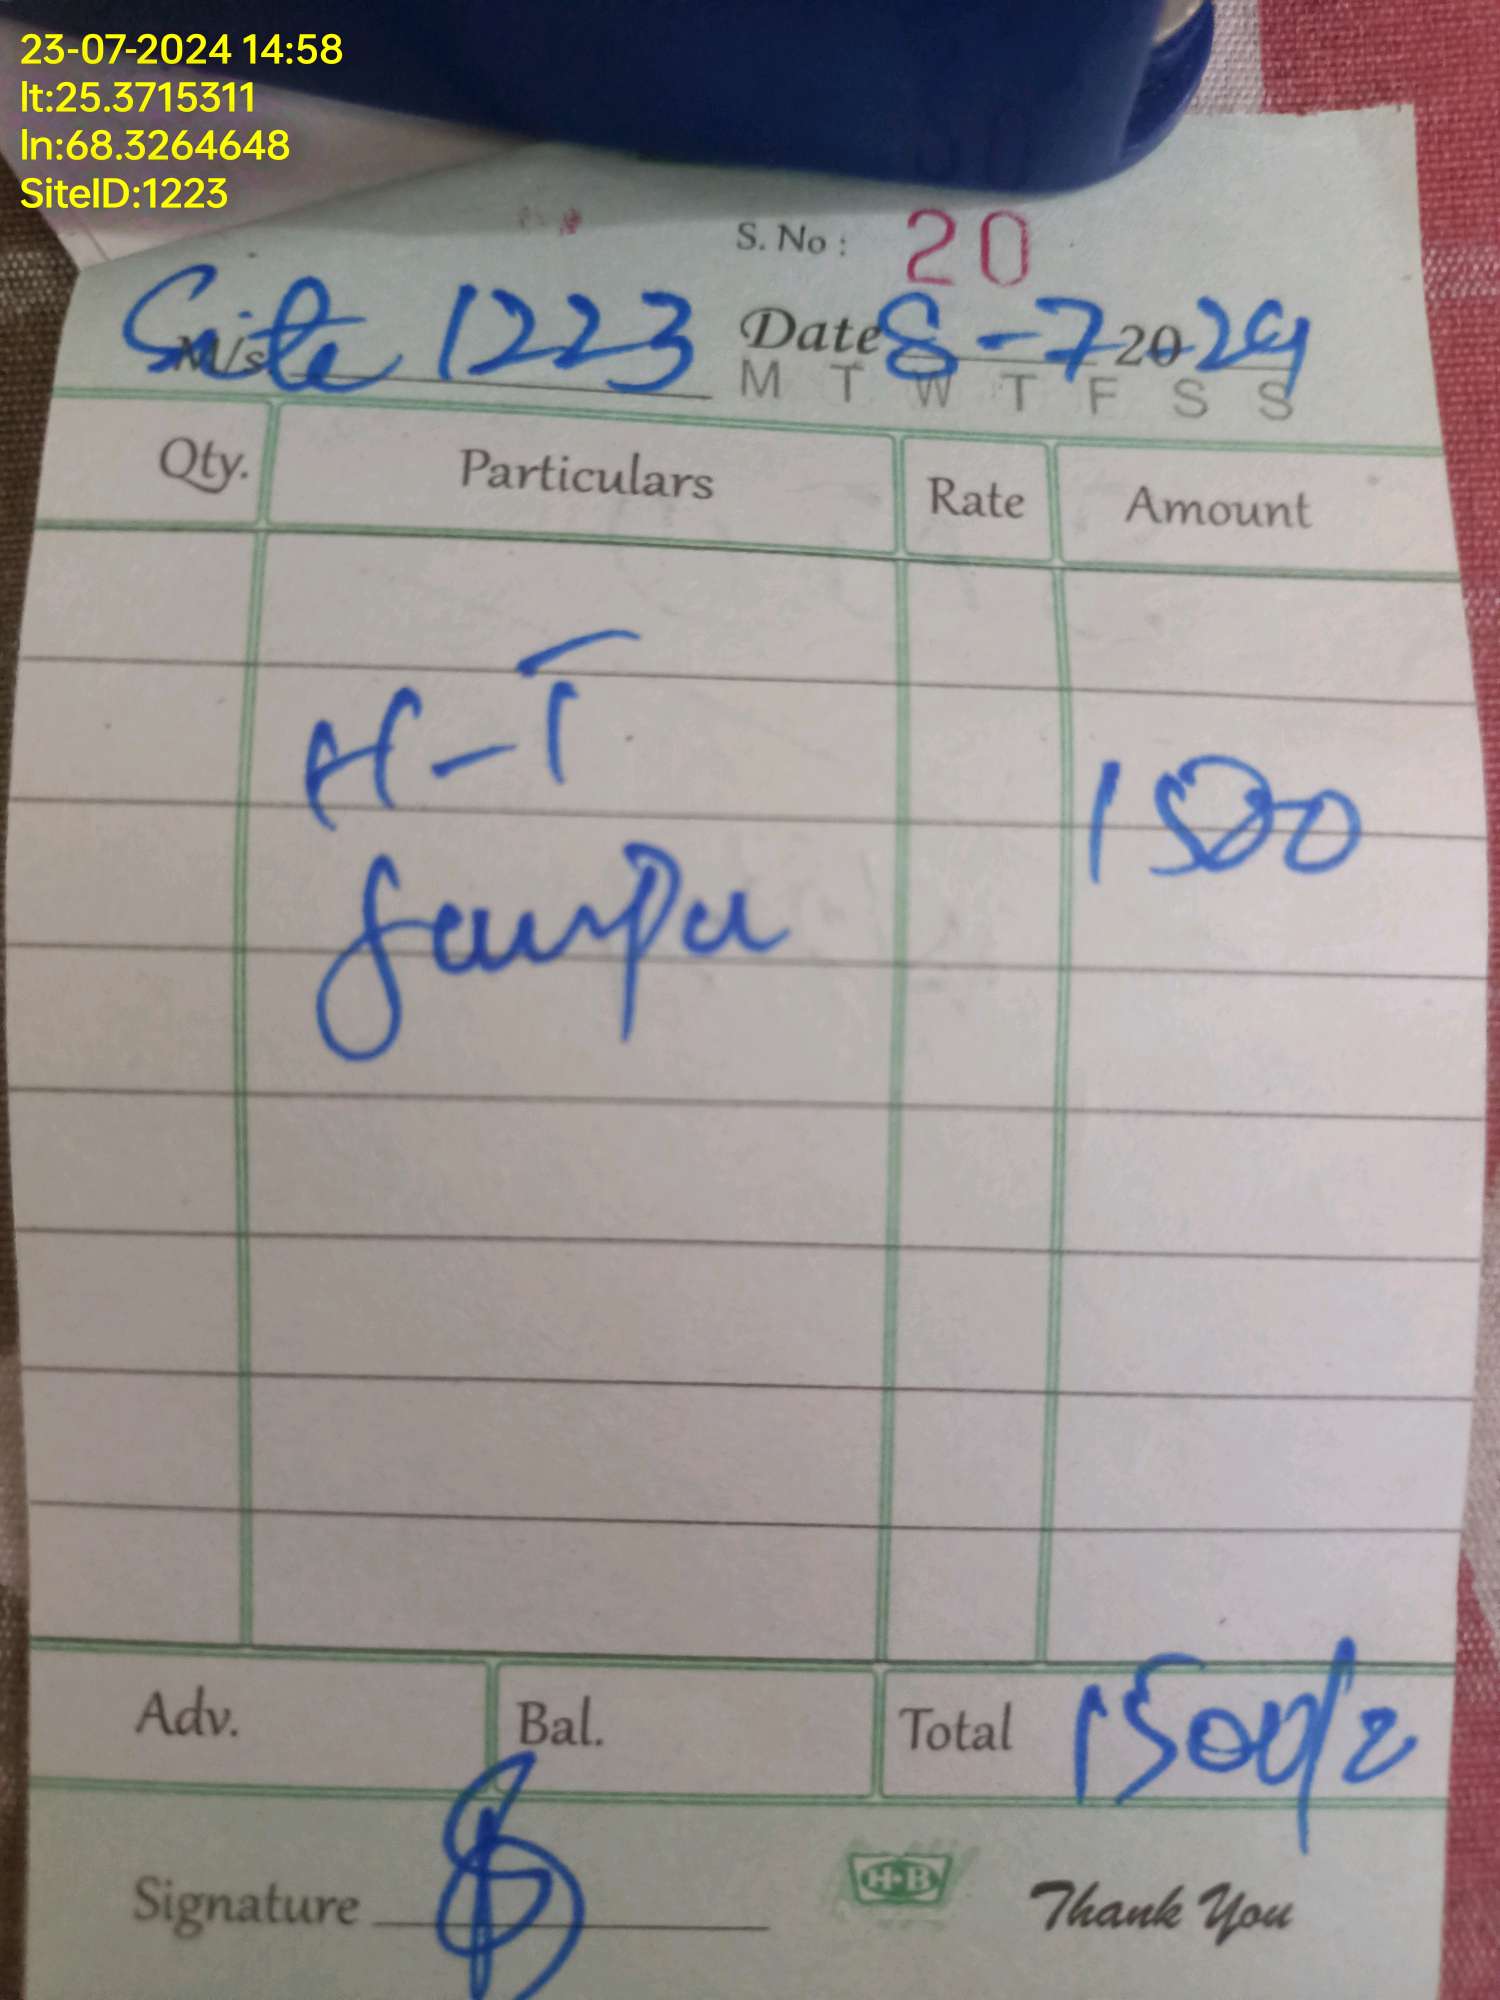 23-07-2024 14:58
lt:25.3715311
ln:68.3264648
SiteID:1223
S. No : 20
M/s Site 1223 Date 8-7 2024
M T W T F S S
Qty. Particulars Rate Amount
H-T 1500
Adv. Bal. Total 1500/2
Signature H·B Thank You